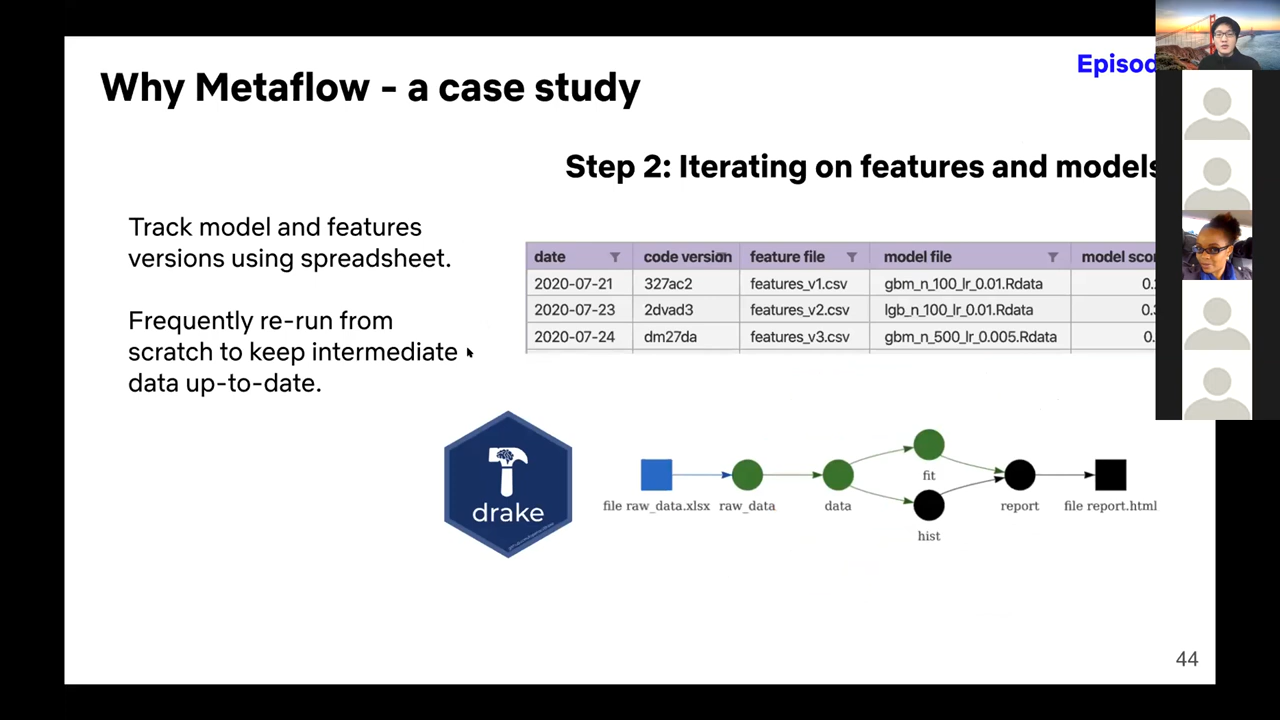 Why Metaflow - a case study
Episod
Step 2: Iterating on features and models
Track model and features
versions using spreadsheet.
Frequently re-run from
scratch to keep intermediate
data up-to-date.
date code version feature file model file model scor
2020-07-21 327ac2 features_v1.csv gbm_n_100_lr_0.01.Rdata
2020-07-23 2dvad3 features_v2.csv lgb_n_100_lr_0.01.Rdata
2020-07-24 dm27da features_v3.csv gbm_n_500_lr_0.005.Rdata 0.
drake
fit
file raw_data.xlsx raw_data data report file report.html
hist
44